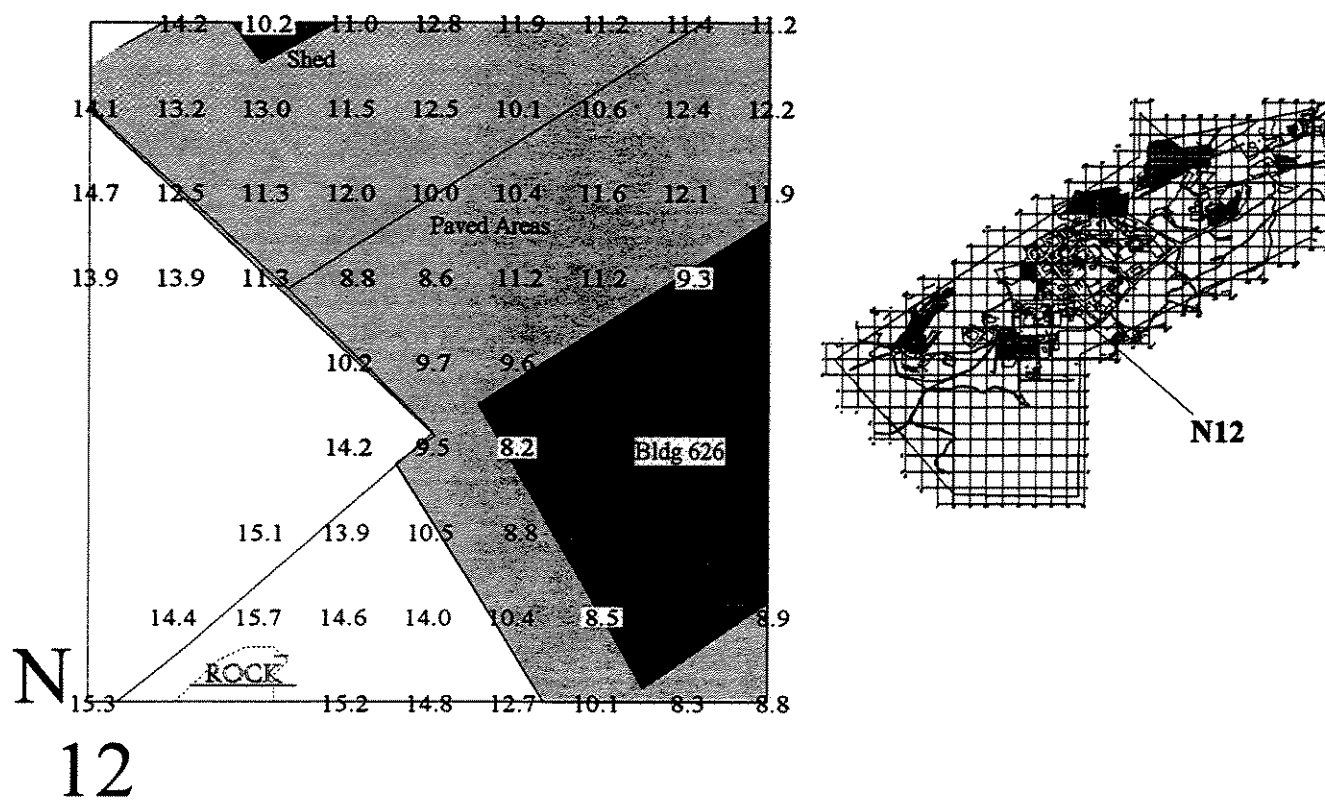 14.2 10.2 11.0 12.8 11.9 11.2 11.4 11.2
Shed
14.1 13.2 13.0 11.5 12.5 10.1 10.6 12.4 12.2
14.7 12.5 11.3 12.0 10.0 10.4 11.6 12.1 11.9
Paved Areas
13.9 13.9 11.3 8.8 8.6 11.2 11.2 9.3
10.2 9.7 9.6
N12
14.2 9.5 8.2 Bldg 626
15.1 13.9 10.5 8.8
14.4 15.7 14.6 14.0 10.4 8.5 8.9
ROCK
N
15.3 15.2 14.8 12.7 10.1 8.3 8.8
12